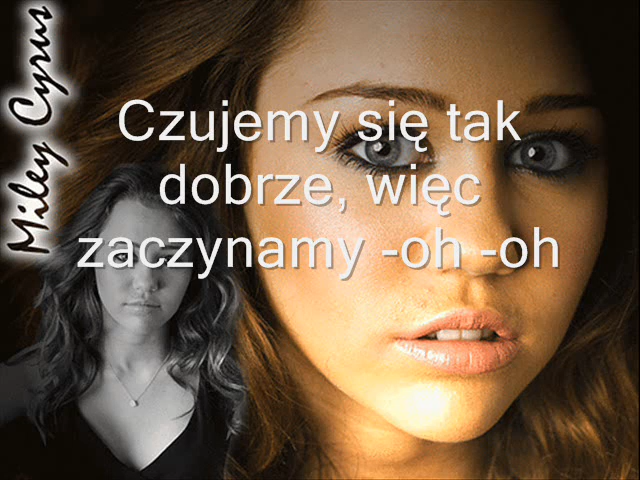 Miley Cyrus
Czujemy się tak
dobrze, więc
zaczynamy -oh -oh